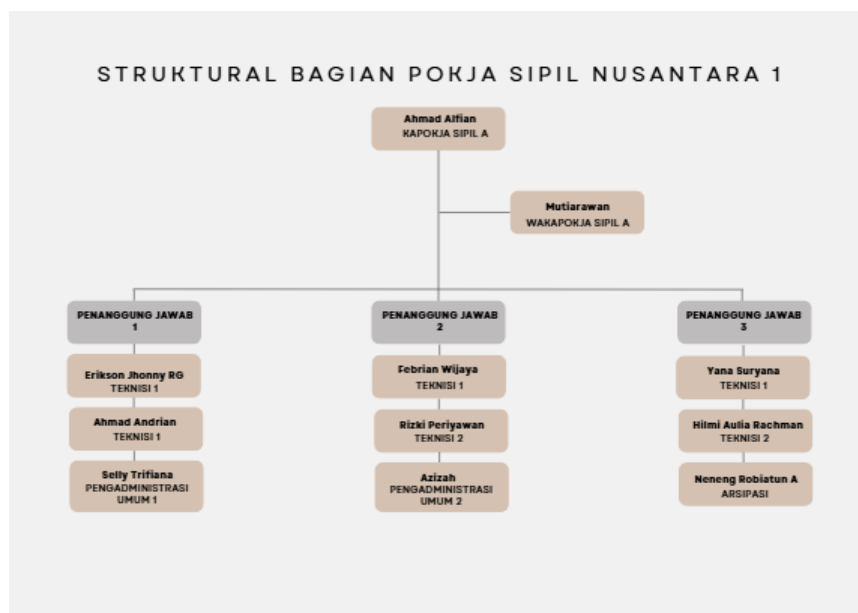 STRUKTURAL BAGIAN POKJA SIPIL NUSANTARA 1
Ahmad Alfian
KAPOKJA SIPIL A
Mutiarawan
WAKAPOKJA SIPIL A
PENANGGUNG JAWAB
1
Erikson Jhonny RG
TEKNISI 1
Ahmad Andrian
TEKNISI 1
Selly Trifiana
PENGADMINISTRASI
UMUM 1
PENANGGUNG JAWAB
2
Febrian Wijaya
TEKNISI 1
Rizki Periyawan
TEKNISI 2
Azizah
PENGADMINISTRASI
UMUM 2
PENANGGUNG JAWAB
3
Yana Suryana
TEKNISI 1
Hilmi Aulia Rachman
TEKNISI 2
Neneng Robiatun A
ARSIPASI